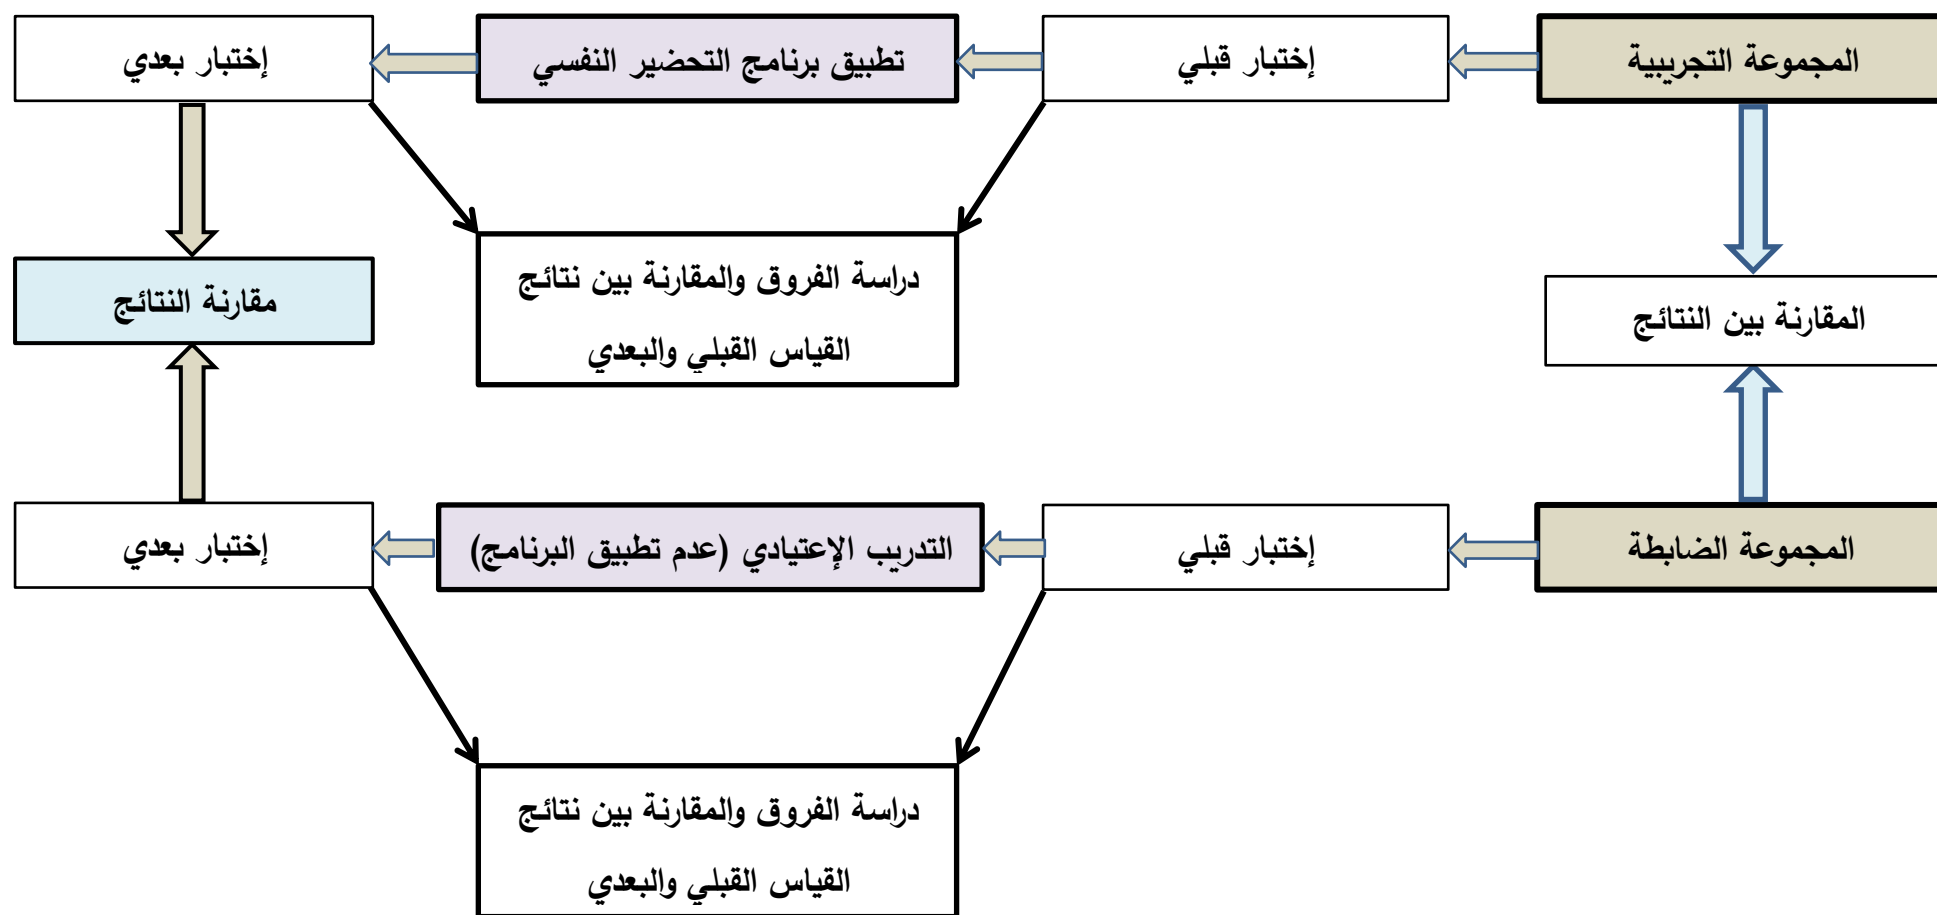 المجموعة التجريبية
إختبار قبلي
تطبيق برنامج التحضير النفسي
إختبار بعدي
دراسة الفروق والمقارنة بين نتائج
القياس القبلي والبعدي
المقارنة بين النتائج
مقارنة النتائج
المجموعة الضابطة
إختبار قبلي
التدريب الإعتيادي (عدم تطبيق البرنامج)
إختبار بعدي
دراسة الفروق والمقارنة بين نتائج
القياس القبلي والبعدي